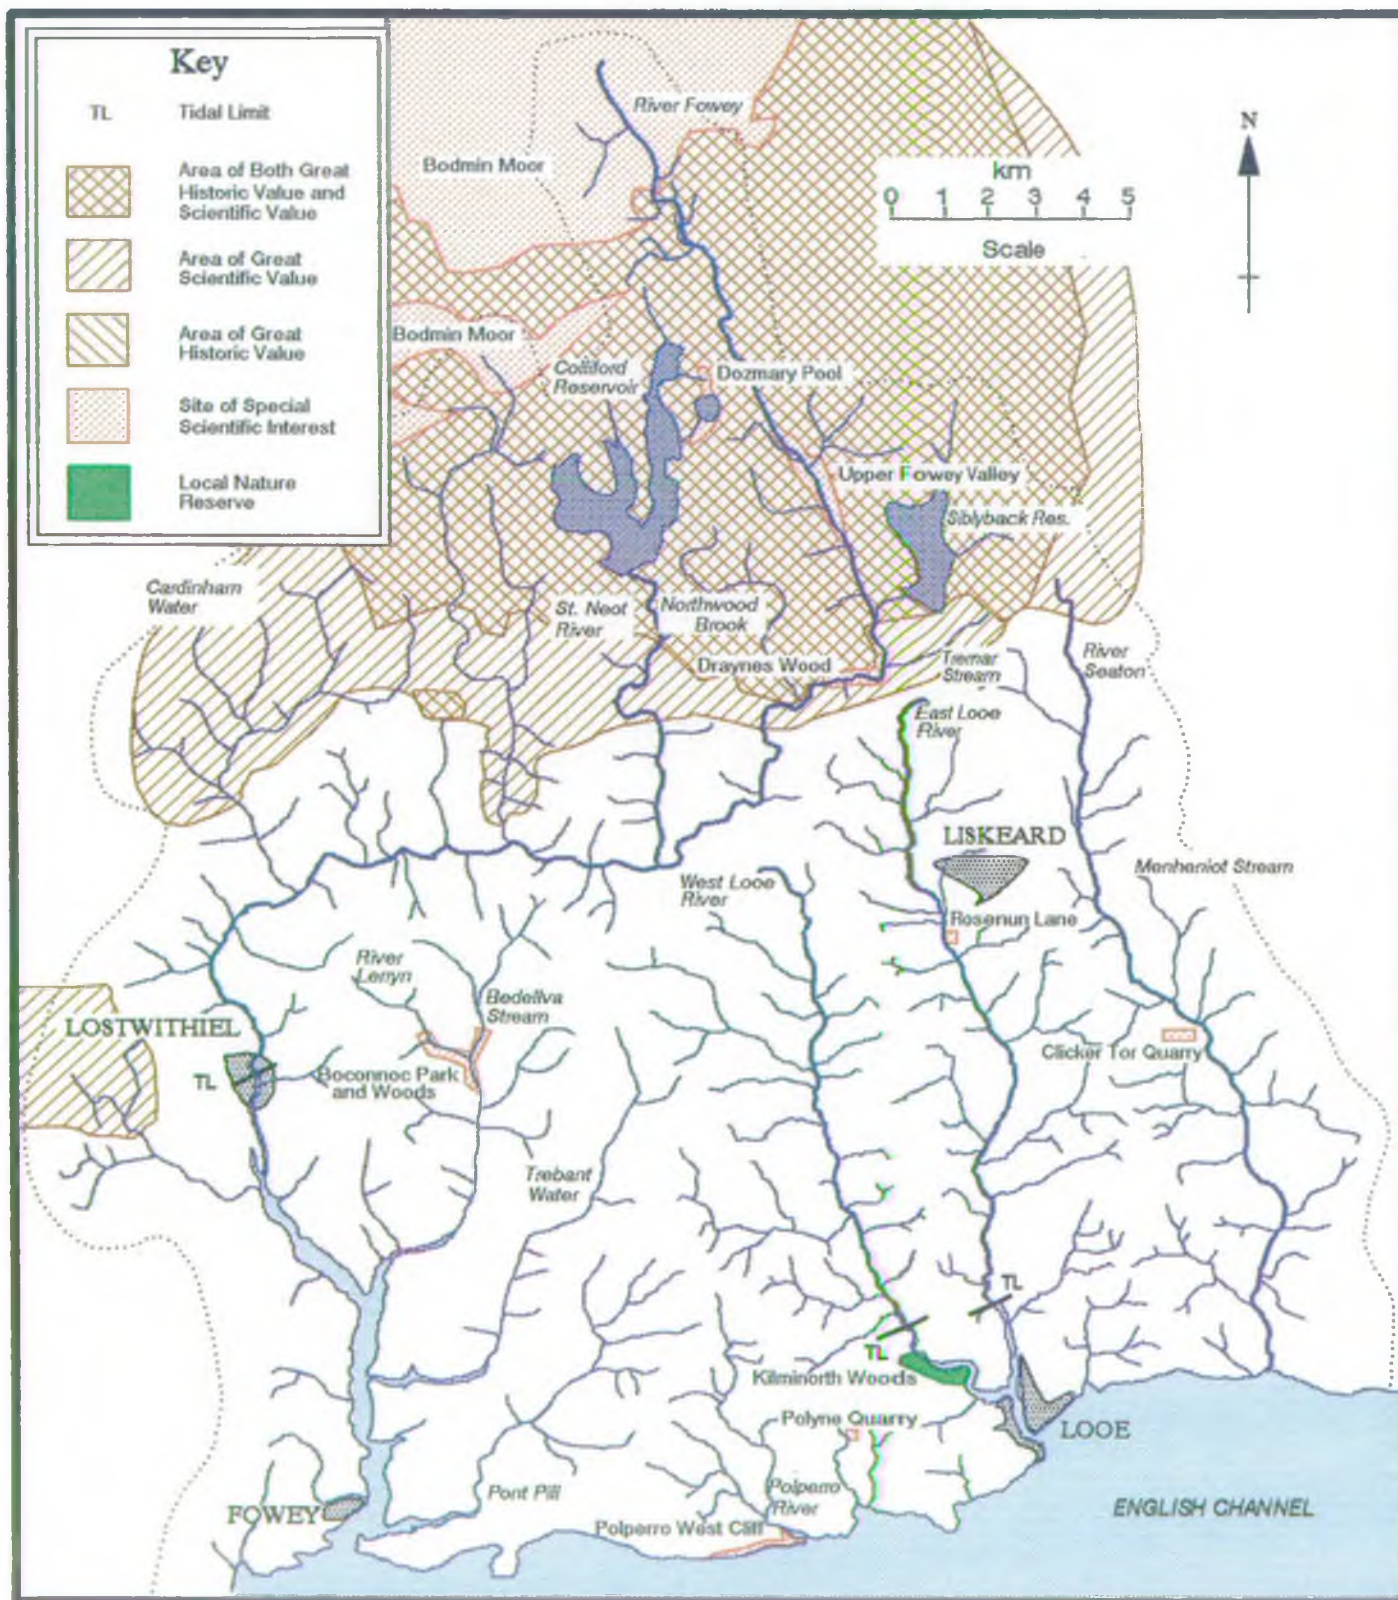 Key
TL Tidal Limit
Area of Both Great
Historic Value and
Scientific Value
Area of Great
Scientific Value
Area of Great
Historic Value
Site of Special
Scientific Interest
Local Nature
Reserve
River Fowey
Bodmin Moor
N
km
0 1 2 3 4 5
Scale
Bodmin Moor
Colliford
Reservoir
Dozmary Pool
Upper Fowey Valley
Siblyback Res.
Cardinham
Water
St. Neot
River
Northwood
Brook
Draynes Wood
Tremar
Stream
River
Seaton
East Looe
River
LISKEARD
West Looe
River
Menheniot Stream
Rosenun Lane
River
Lerryn
Bedellva
Stream
LOSTWITHIEL
TL
Boconnoc Park
and Woods
Clicker Tor Quarry
Trebant
Water
TL
TL
Kilminorth Woods
Polyne Quarry
LOOE
Pont Pill
Polperro
River
FOWEY
Polperro West Cliff
ENGLISH CHANNEL